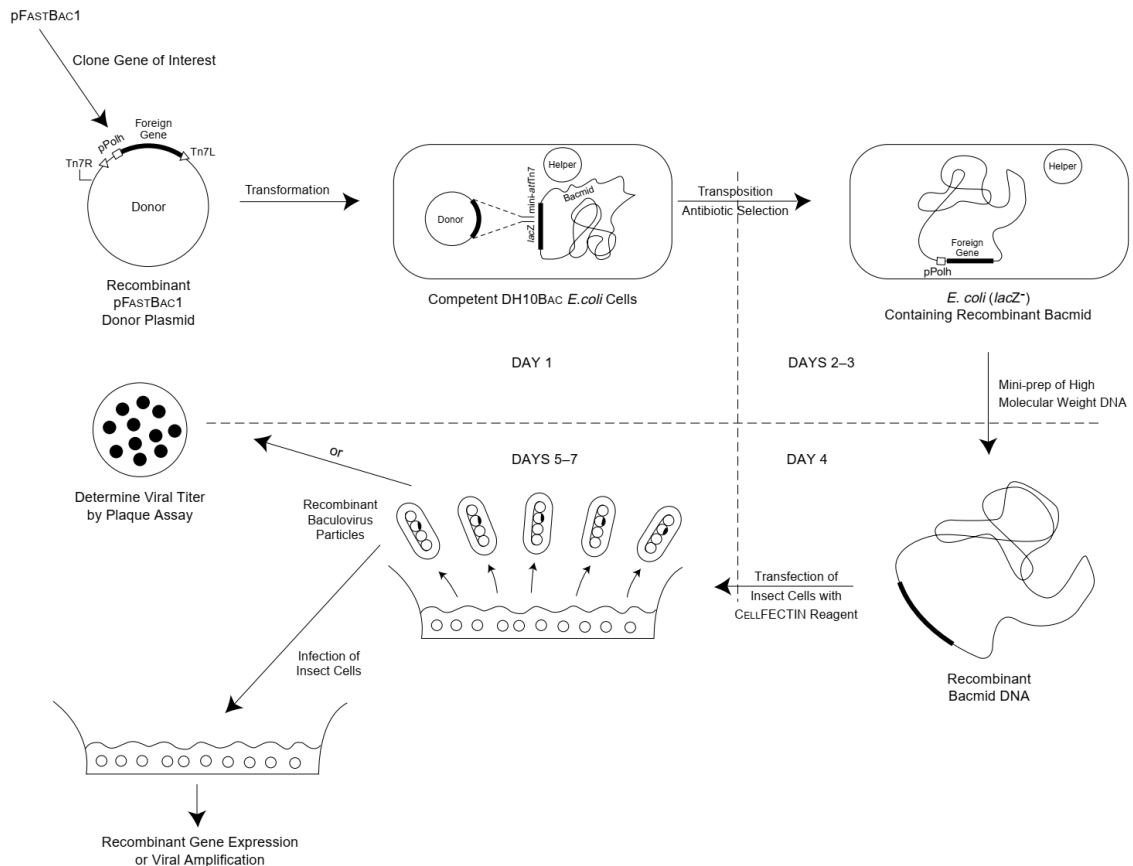 pFASTBAC1
Clone Gene of Interest
Tn7R
pPolh
Foreign
Gene
Tn7L
Donor
Recombinant
pFASTBAC1
Donor Plasmid
Transformation
Helper
Donor
lacZ
mini-attTn7
Bacmid
Competent DH10BAC E.coli Cells
Transposition
Antibiotic Selection
Helper
Foreign
Gene
pPolh
E. coli (lacZ-)
Containing Recombinant Bacmid
DAY 1
DAYS 2–3
Mini-prep of High
Molecular Weight DNA
DAYS 5–7
DAY 4
or
Determine Viral Titer
by Plaque Assay
Recombinant
Baculovirus
Particles
Transfection of
Insect Cells with
CELLFECTIN Reagent
Recombinant
Bacmid DNA
Infection of
Insect Cells
Recombinant Gene Expression
or Viral Amplification